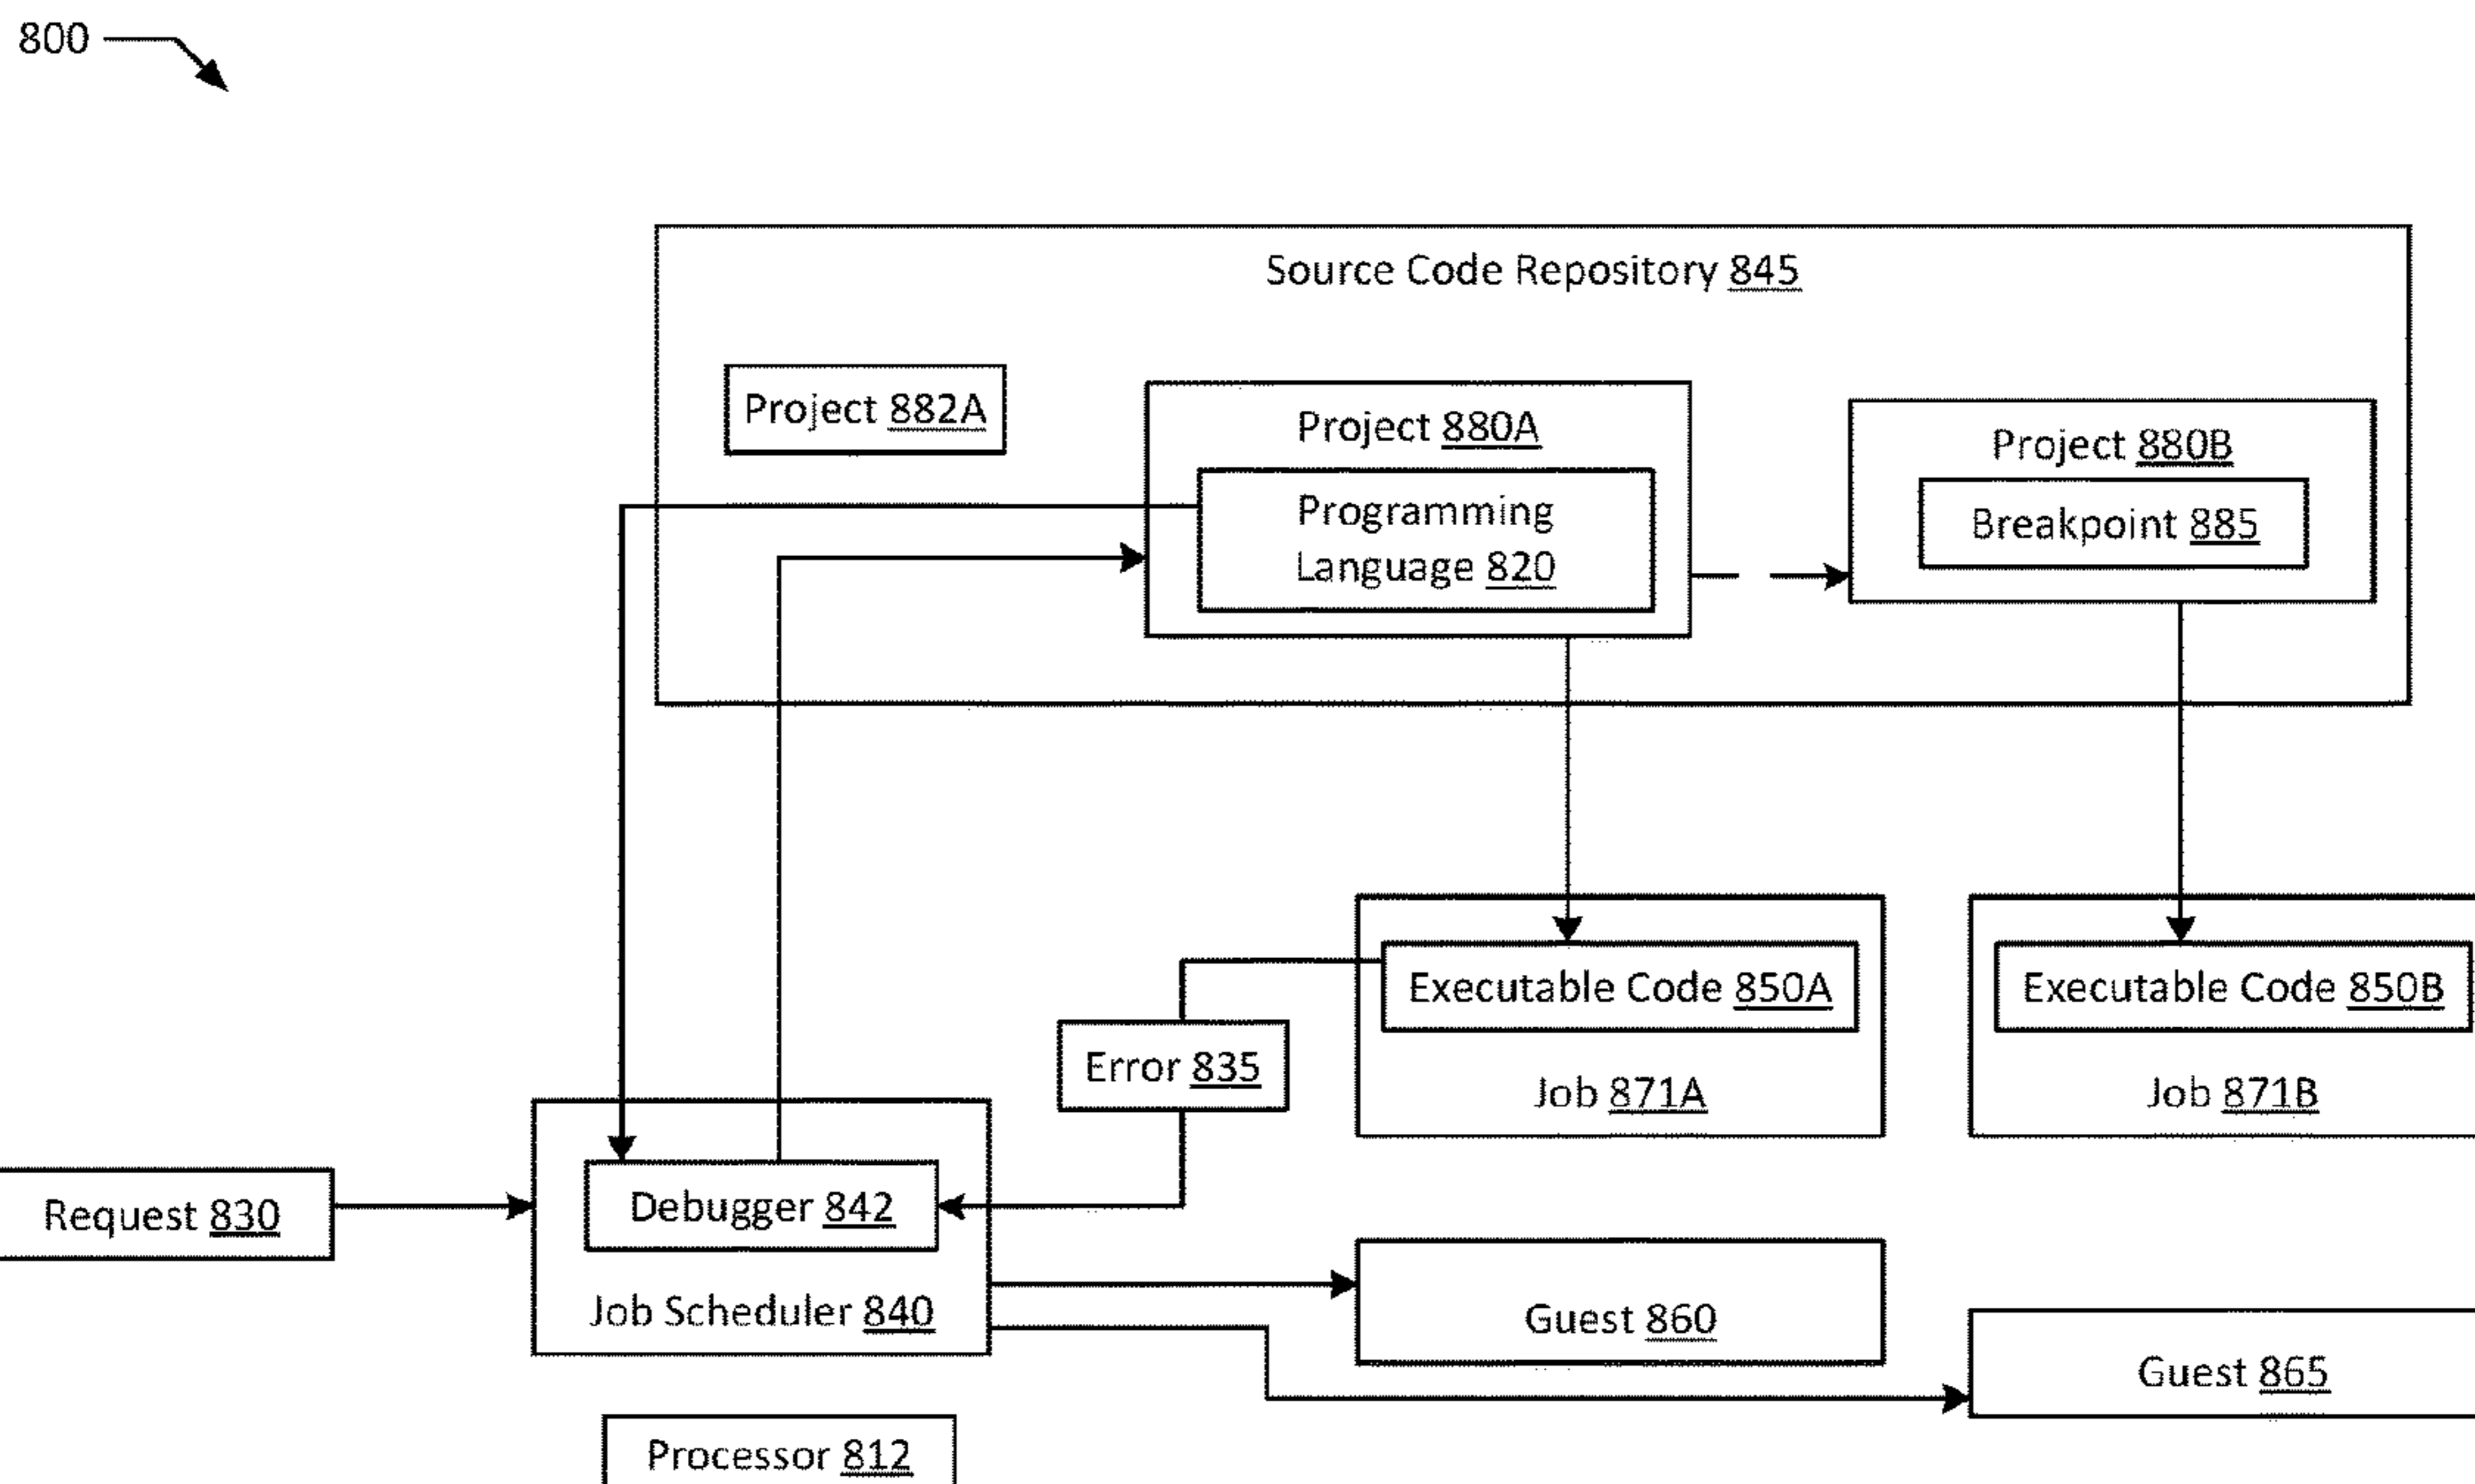 800
Source Code Repository 845
Project 882A
Project 880A
Project 880B
Programming
Language 820
Breakpoint 885
Executable Code 850A
Executable Code 850B
Error 835
Job 871A
Job 871B
Request 830
Debugger 842
Job Scheduler 840
Guest 860
Guest 865
Processor 812